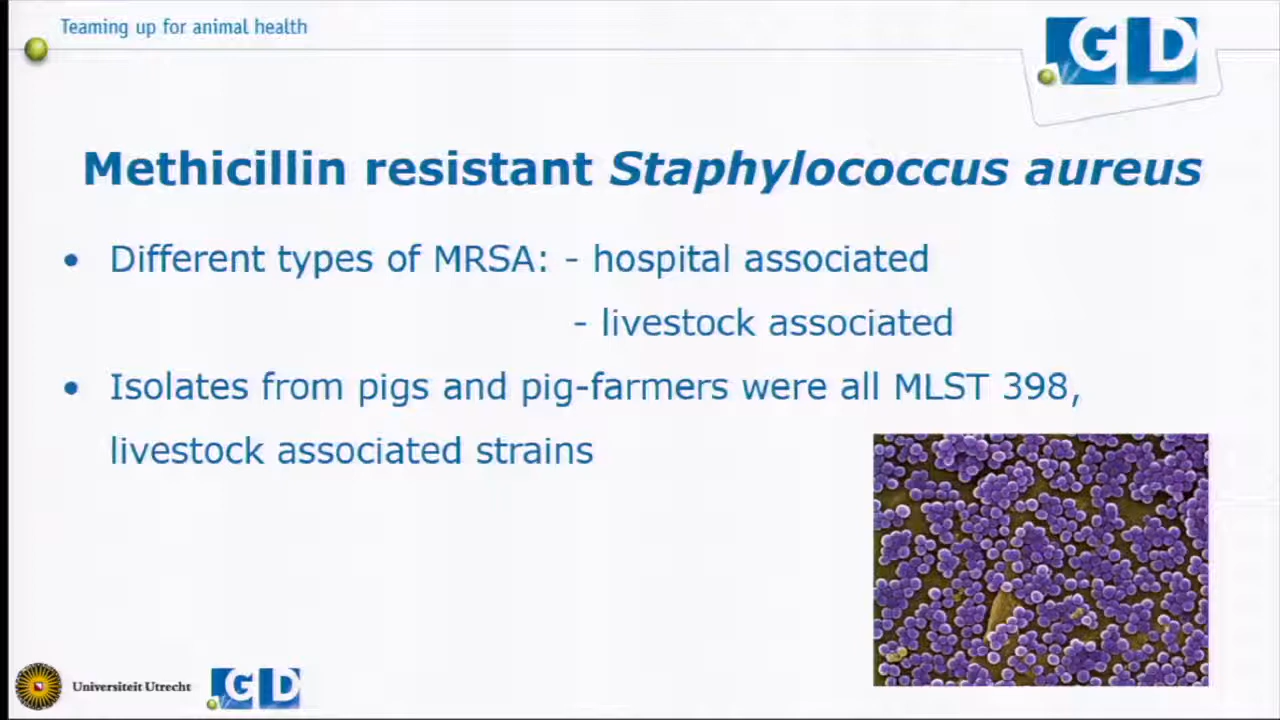 Teaming up for animal health
GD
Methicillin resistant Staphylococcus aureus
• Different types of MRSA: - hospital associated
- livestock associated
• Isolates from pigs and pig-farmers were all MLST 398,
livestock associated strains
Universiteit Utrecht
GD